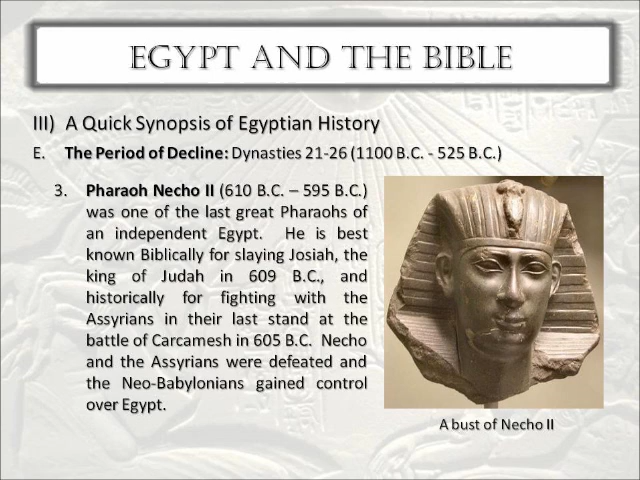 EGYPT AND THE BIBLE
III) A Quick Synopsis of Egyptian History
E. The Period of Decline: Dynasties 21-26 (1100 B.C. - 525 B.C.)
3. Pharaoh Necho II (610 B.C. – 595 B.C.)
was one of the last great Pharaohs of
an independent Egypt. He is best
known Biblically for slaying Josiah, the
king of Judah in 609 B.C., and
historically for fighting with the
Assyrians in their last stand at the
battle of Carcamesh in 605 B.C. Necho
and the Assyrians were defeated and
the Neo-Babylonians gained control
over Egypt.
A bust of Necho II